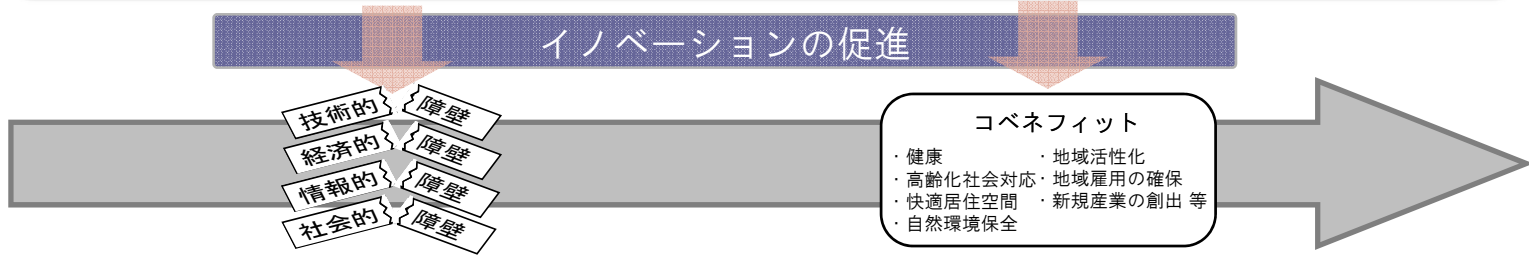 イノベーションの促進
技術的 障壁
経済的 障壁
情報的 障壁
社会的 障壁
コベネフィット
・健康
・高齢化社会対応
・快適居住空間
・自然環境保全
・地域活性化
・地域雇用の確保
・新規産業の創出 等